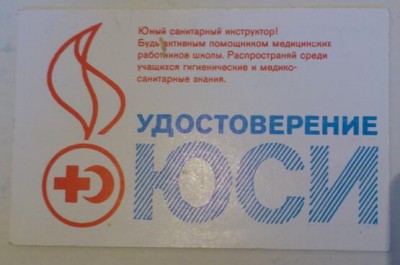 Юный санитарный инструктор!
Будь активным помощником медицинских
работников школы. Распространяй среди
учащихся гигиенические и медико-
санитарные знания.
УДОСТОВЕРЕНИЕ
ЮСИ